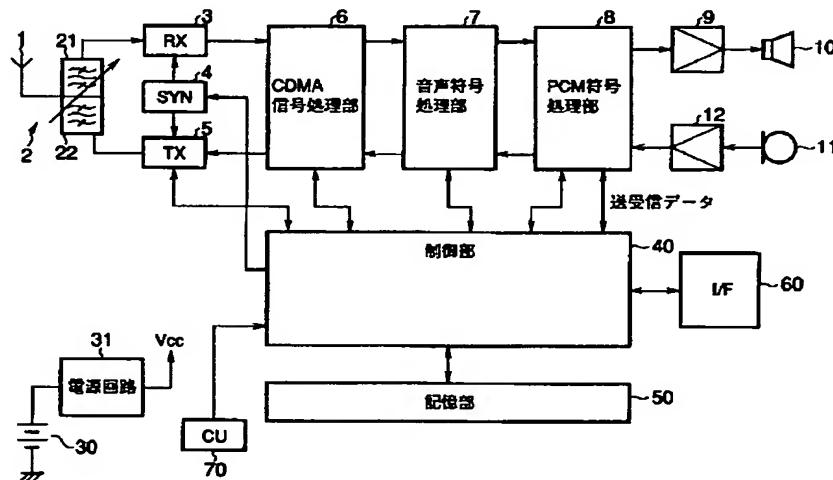 1
2
21
22
RX
3
SYN
4
TX
5
6
CDMA
信号処理部
7
音声符号
処理部
8
PCM符号
処理部
9
10
12
11
送受信データ
制御部
40
I/F
60
記憶部
50
CU
70
31
電源回路
Vcc
30